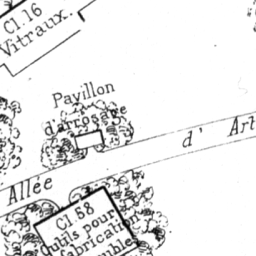 Cl.16
Vitraux.
Pavillon
d'arrosage
Allée d' Art
Cl.58
outils pour
fabrication